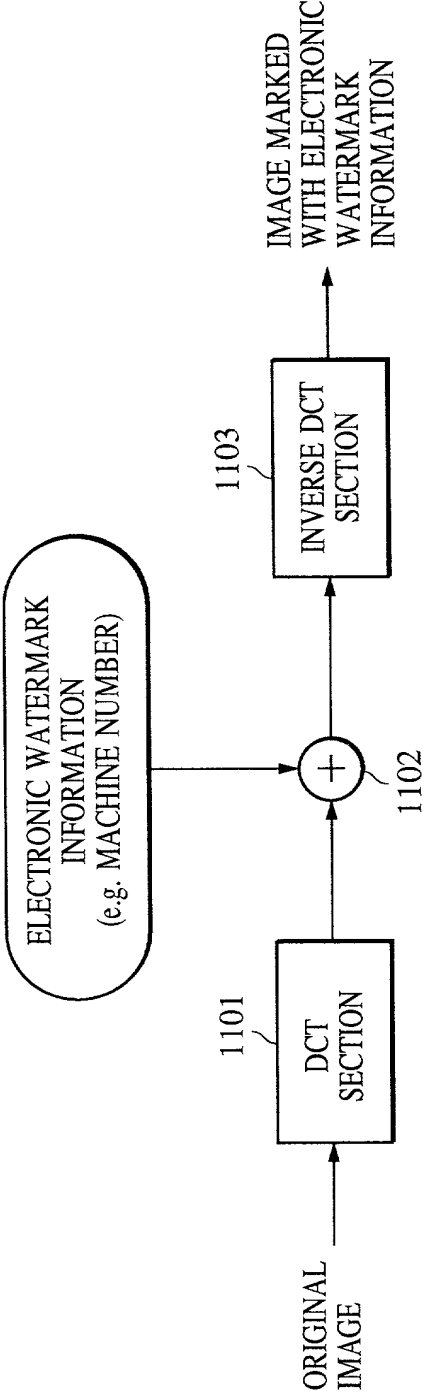 ELECTRONIC WATERMARK
INFORMATION
(e.g. MACHINE NUMBER)
ORIGINAL
IMAGE
1101
DCT
SECTION
+
1102
1103
INVERSE DCT
SECTION
IMAGE MARKED
WITH ELECTRONIC
WATERMARK
INFORMATION